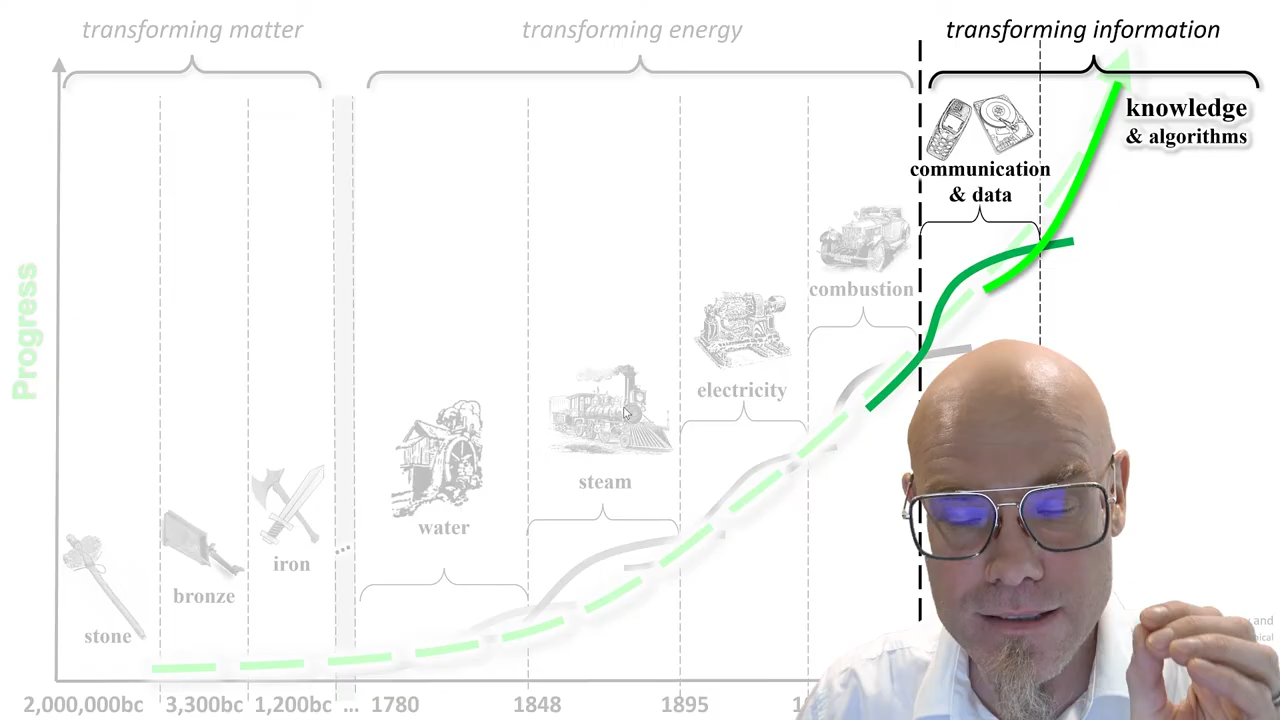 transforming matter
transforming energy
transforming information
knowledge
& algorithms
communication
& data
combustion
electricity
steam
water
iron
bronze
stone
...
Progress
2,000,000bc
3,300bc
1,200bc
...
1780
1848
1895